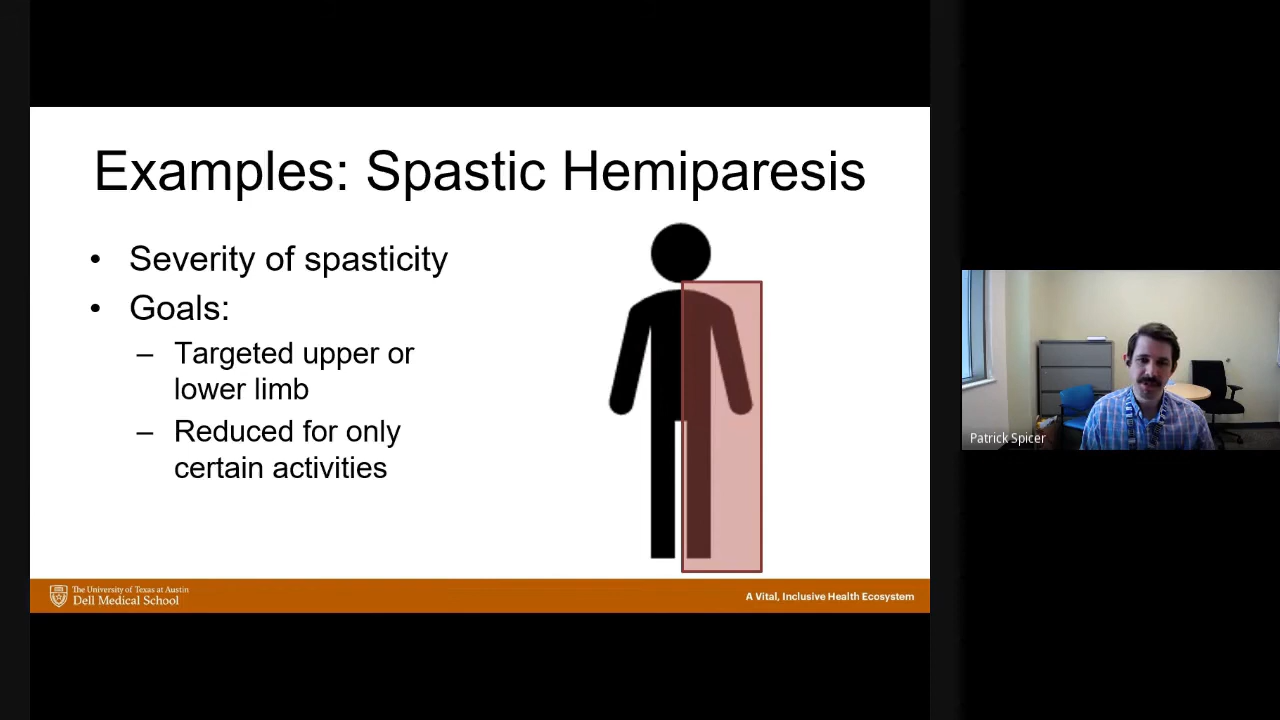 Examples: Spastic Hemiparesis
• Severity of spasticity
• Goals:
– Targeted upper or
lower limb
– Reduced for only
certain activities
The University of Texas at Austin
Dell Medical School
A Vital, Inclusive Health Ecosystem
Patrick Spicer